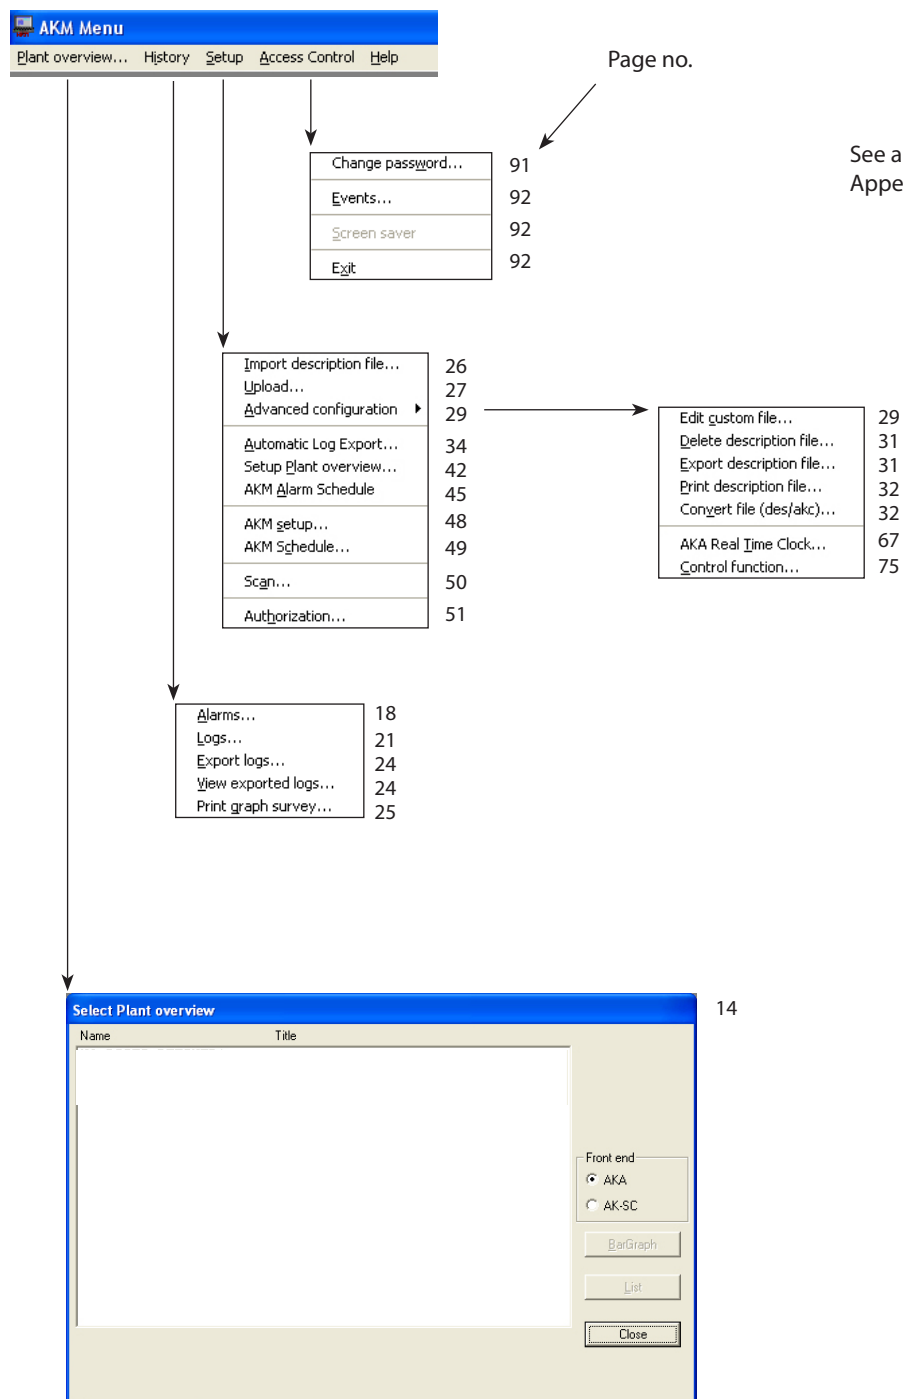 AKM Menu
Plant overview... History Setup Access Control Help
Page no.
See a
Appe
Change password... 91
Events... 92
Screen saver 92
Exit 92
Import description file... 26
Upload... 27
Advanced configuration 29
Automatic Log Export... 34
Setup Plant overview... 42
AKM Alarm Schedule 45
AKM setup... 48
AKM Schedule... 49
Scan... 50
Authorization... 51
Edit custom file... 29
Delete description file... 31
Export description file... 31
Print description file... 32
Convert file (des/akc)... 32
AKA Real Time Clock... 67
Control function... 75
Alarms... 18
Logs... 21
Export logs... 24
View exported logs... 24
Print graph survey... 25
Select Plant overview 14
Name Title
Front end
AKA
AK-SC
BarGraph
List
Close